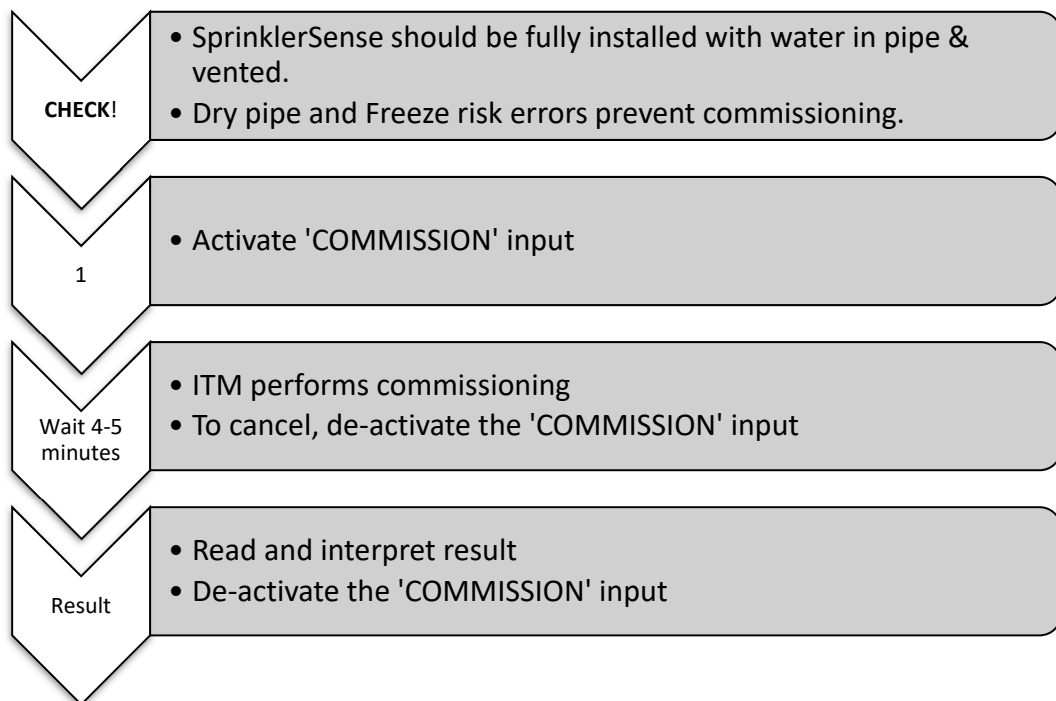 CHECK!
• SprinklerSense should be fully installed with water in pipe &
vented.
• Dry pipe and Freeze risk errors prevent commissioning.
1
• Activate 'COMMISSION' input
Wait 4-5
minutes
• ITM performs commissioning
• To cancel, de-activate the 'COMMISSION' input
Result
• Read and interpret result
• De-activate the 'COMMISSION' input